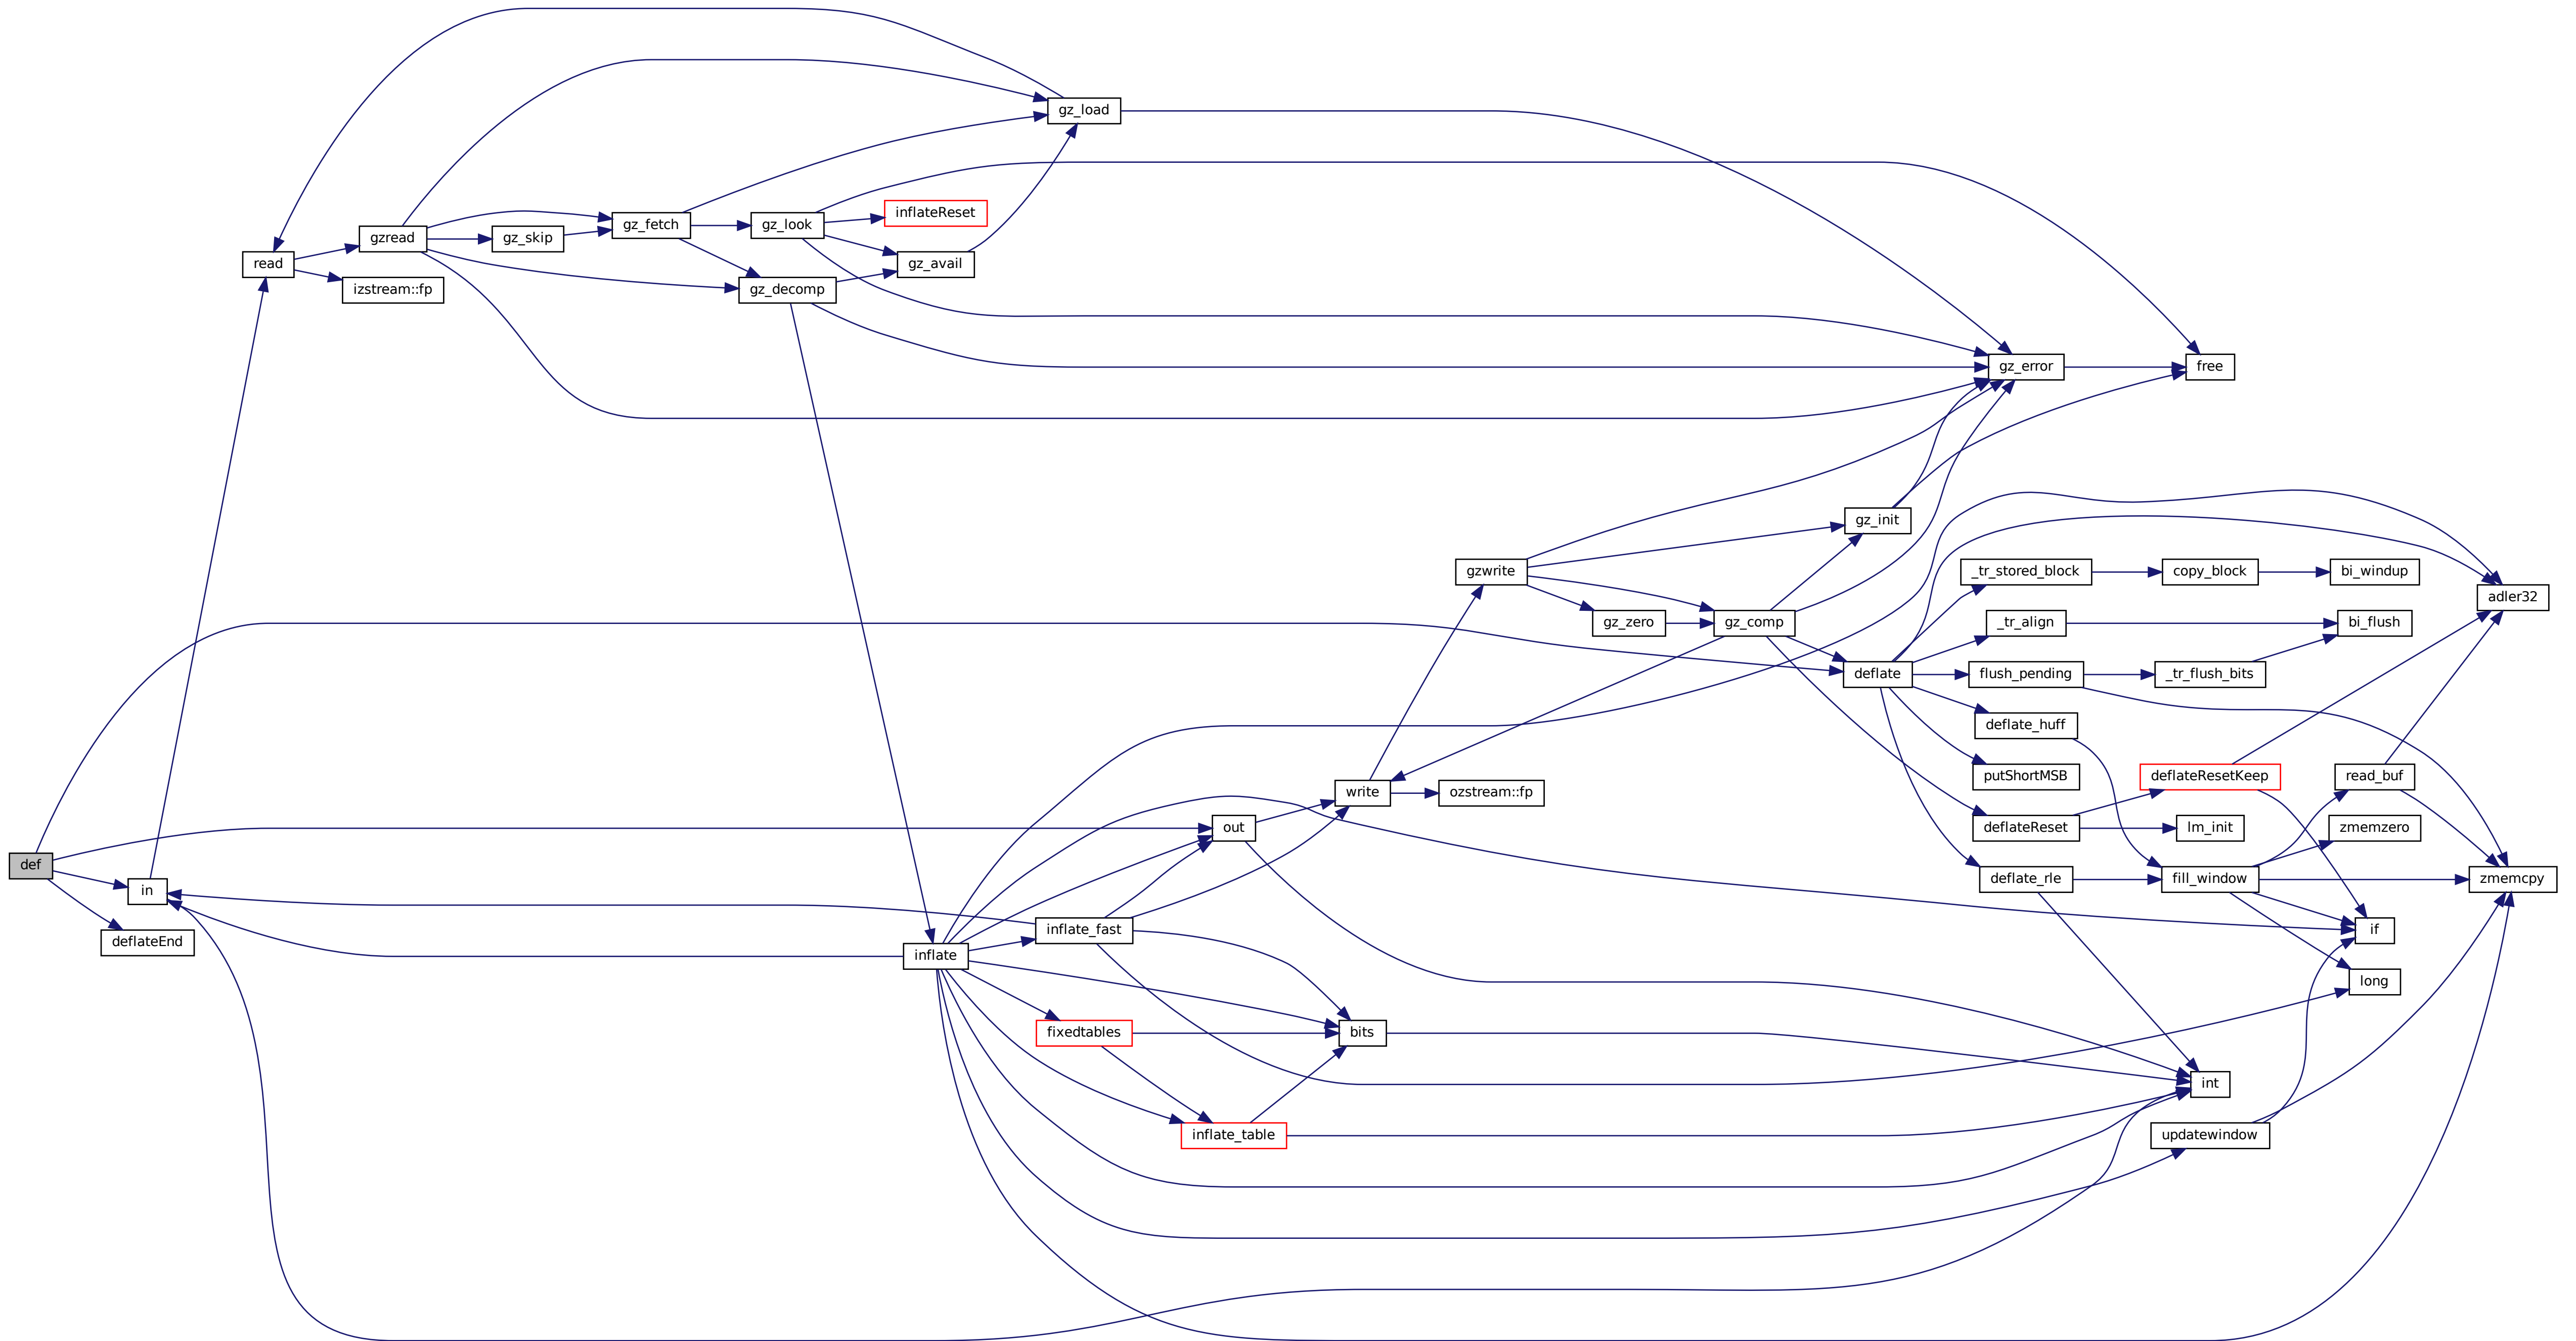 gz_load
gzread
gz_skip
gz_fetch
gz_look
inflateReset
read
gz_avail
izstream::fp
gz_decomp
gz_error
free
gz_init
gzwrite
_tr_stored_block
copy_block
bi_windup
adler32
gz_zero
gz_comp
_tr_align
bi_flush
deflate
flush_pending
_tr_flush_bits
deflate_huff
putShortMSB
deflateResetKeep
read_buf
write
ozstream::fp
out
deflateReset
lm_init
zmemzero
def
in
deflate_rle
fill_window
zmemcpy
deflateEnd
inflate_fast
if
inflate
long
fixedtables
bits
int
inflate_table
updatewindow